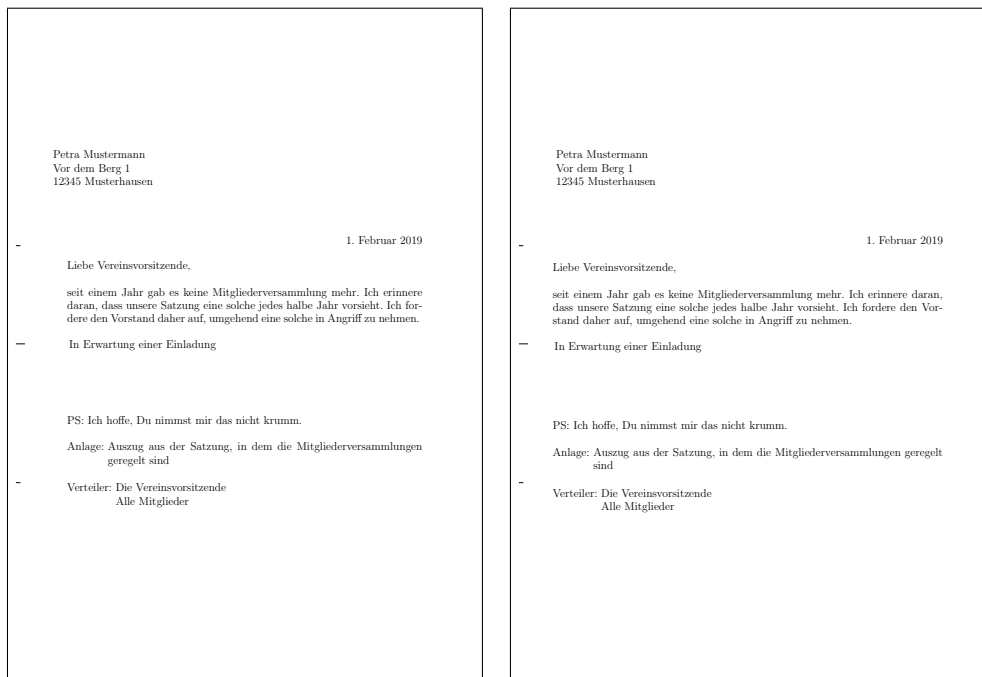 Petra Mustermann
Vor dem Berg 1
12345 Musterhausen
1. Februar 2019
Liebe Vereinsvorsitzende,
seit einem Jahr gab es keine Mitgliederversammlung mehr. Ich erinnere
daran, dass unsere Satzung eine solche jedes halbe Jahr vorsieht. Ich for-
dere den Vorstand daher auf, umgehend eine solche in Angriff zu nehmen.
In Erwartung einer Einladung
PS: Ich hoffe, Du nimmst mir das nicht krumm.
Anlage: Auszug aus der Satzung, in dem die Mitgliederversammlungen
geregelt sind
Verteiler: Die Vereinsvorsitzende
Alle Mitglieder
Petra Mustermann
Vor dem Berg 1
12345 Musterhausen
1. Februar 2019
Liebe Vereinsvorsitzende,
seit einem Jahr gab es keine Mitgliederversammlung mehr. Ich erinnere daran,
dass unsere Satzung eine solche jedes halbe Jahr vorsieht. Ich fordere den Vor-
stand daher auf, umgehend eine solche in Angriff zu nehmen.
In Erwartung einer Einladung
PS: Ich hoffe, Du nimmst mir das nicht krumm.
Anlage: Auszug aus der Satzung, in dem die Mitgliederversammlungen geregelt
sind
Verteiler: Die Vereinsvorsitzende
Alle Mitglieder